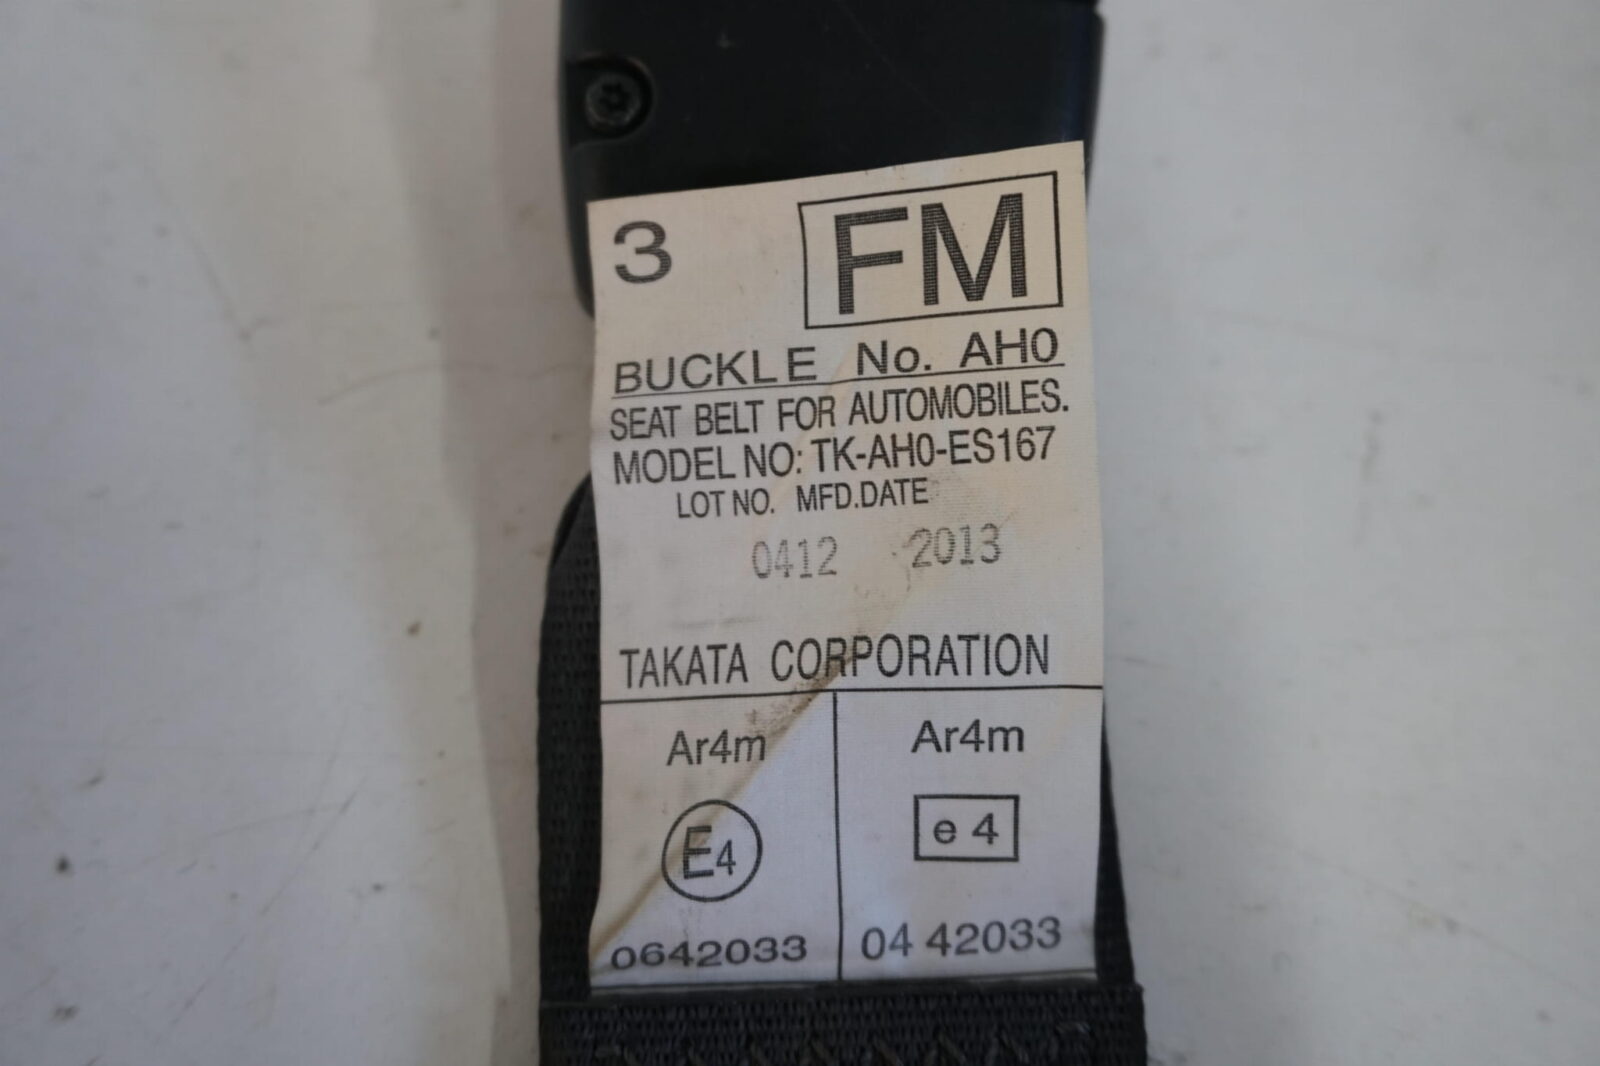 3 FM
BUCKLE No. AH0
SEAT BELT FOR AUTOMOBILES.
MODEL NO: TK-AH0-ES167
LOT NO. MFD.DATE
0412 2013
TAKATA CORPORATION
Ar4m Ar4m
E4 e 4
0642033 04 42033